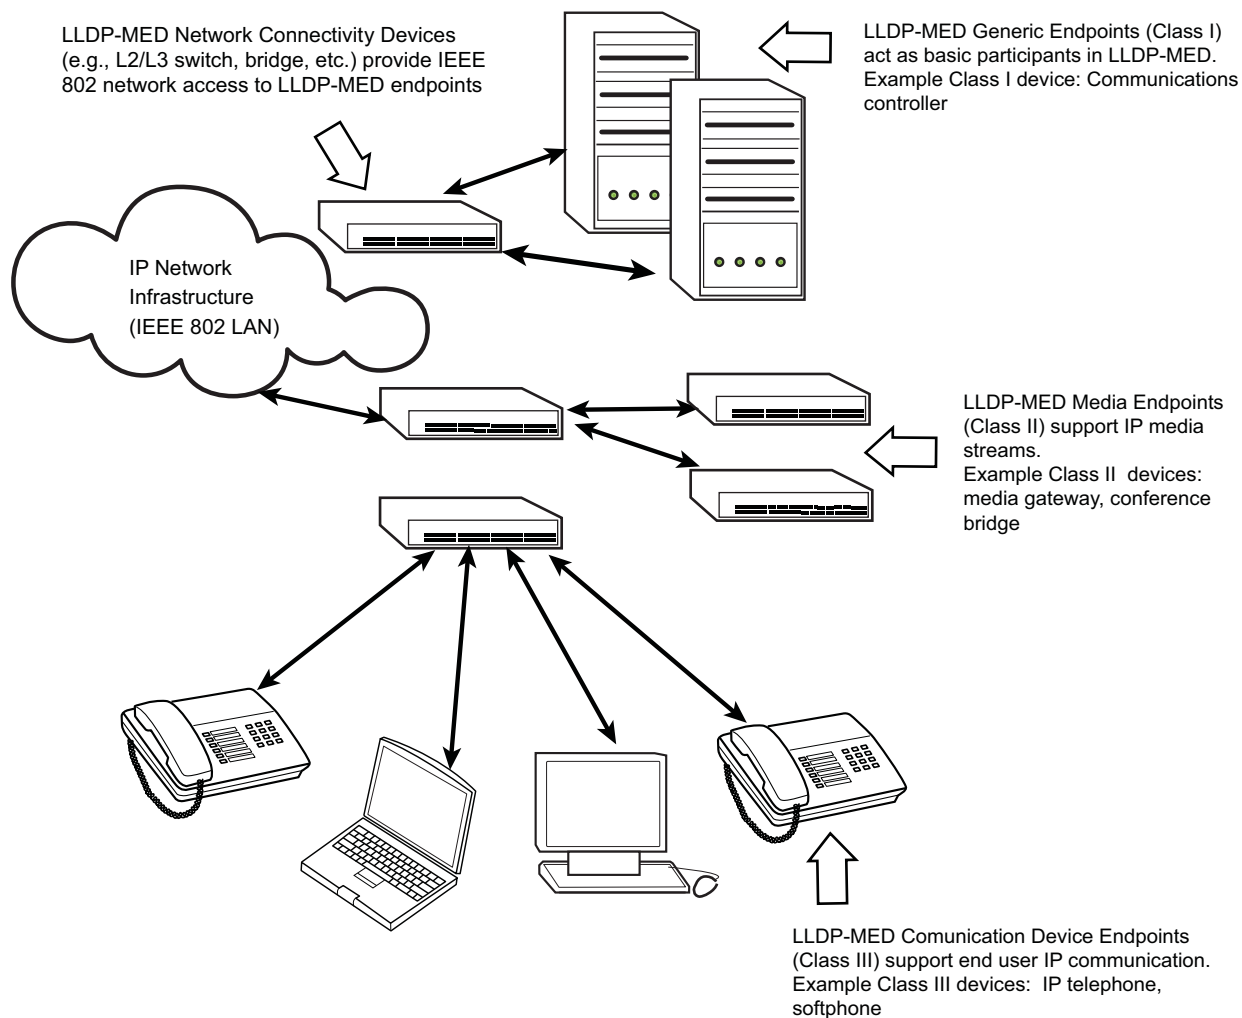 LLDP-MED Network Connectivity Devices
(e.g., L2/L3 switch, bridge, etc.) provide IEEE
802 network access to LLDP-MED endpoints
LLDP-MED Generic Endpoints (Class I)
act as basic participants in LLDP-MED.
Example Class I device: Communications
controller
IP Network
Infrastructure
(IEEE 802 LAN)
LLDP-MED Media Endpoints
(Class II) support IP media
streams.
Example Class II devices:
media gateway, conference
bridge
LLDP-MED Comunication Device Endpoints
(Class III) support end user IP communication.
Example Class III devices: IP telephone,
softphone